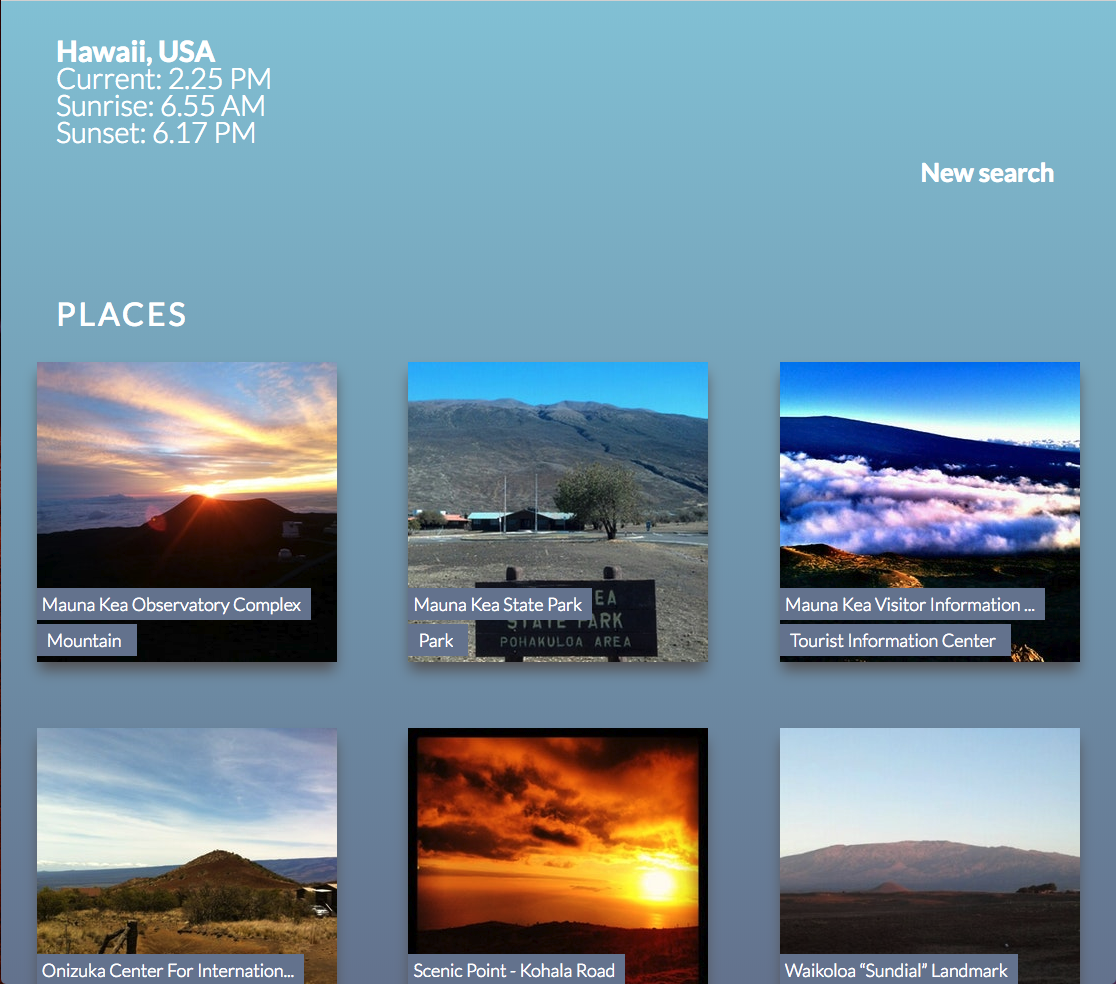 Hawaii, USA
Current: 2.25 PM
Sunrise: 6.55 AM
Sunset: 6.17 PM
New search
PLACES
Mauna Kea Observatory Complex
Mountain
EA
STATE PARK
POHAKULOA AREA
Mauna Kea State Park
Park
Mauna Kea Visitor Information ...
Tourist Information Center
Onizuka Center For Internation...
Scenic Point - Kohala Road
Waikoloa “Sundial” Landmark